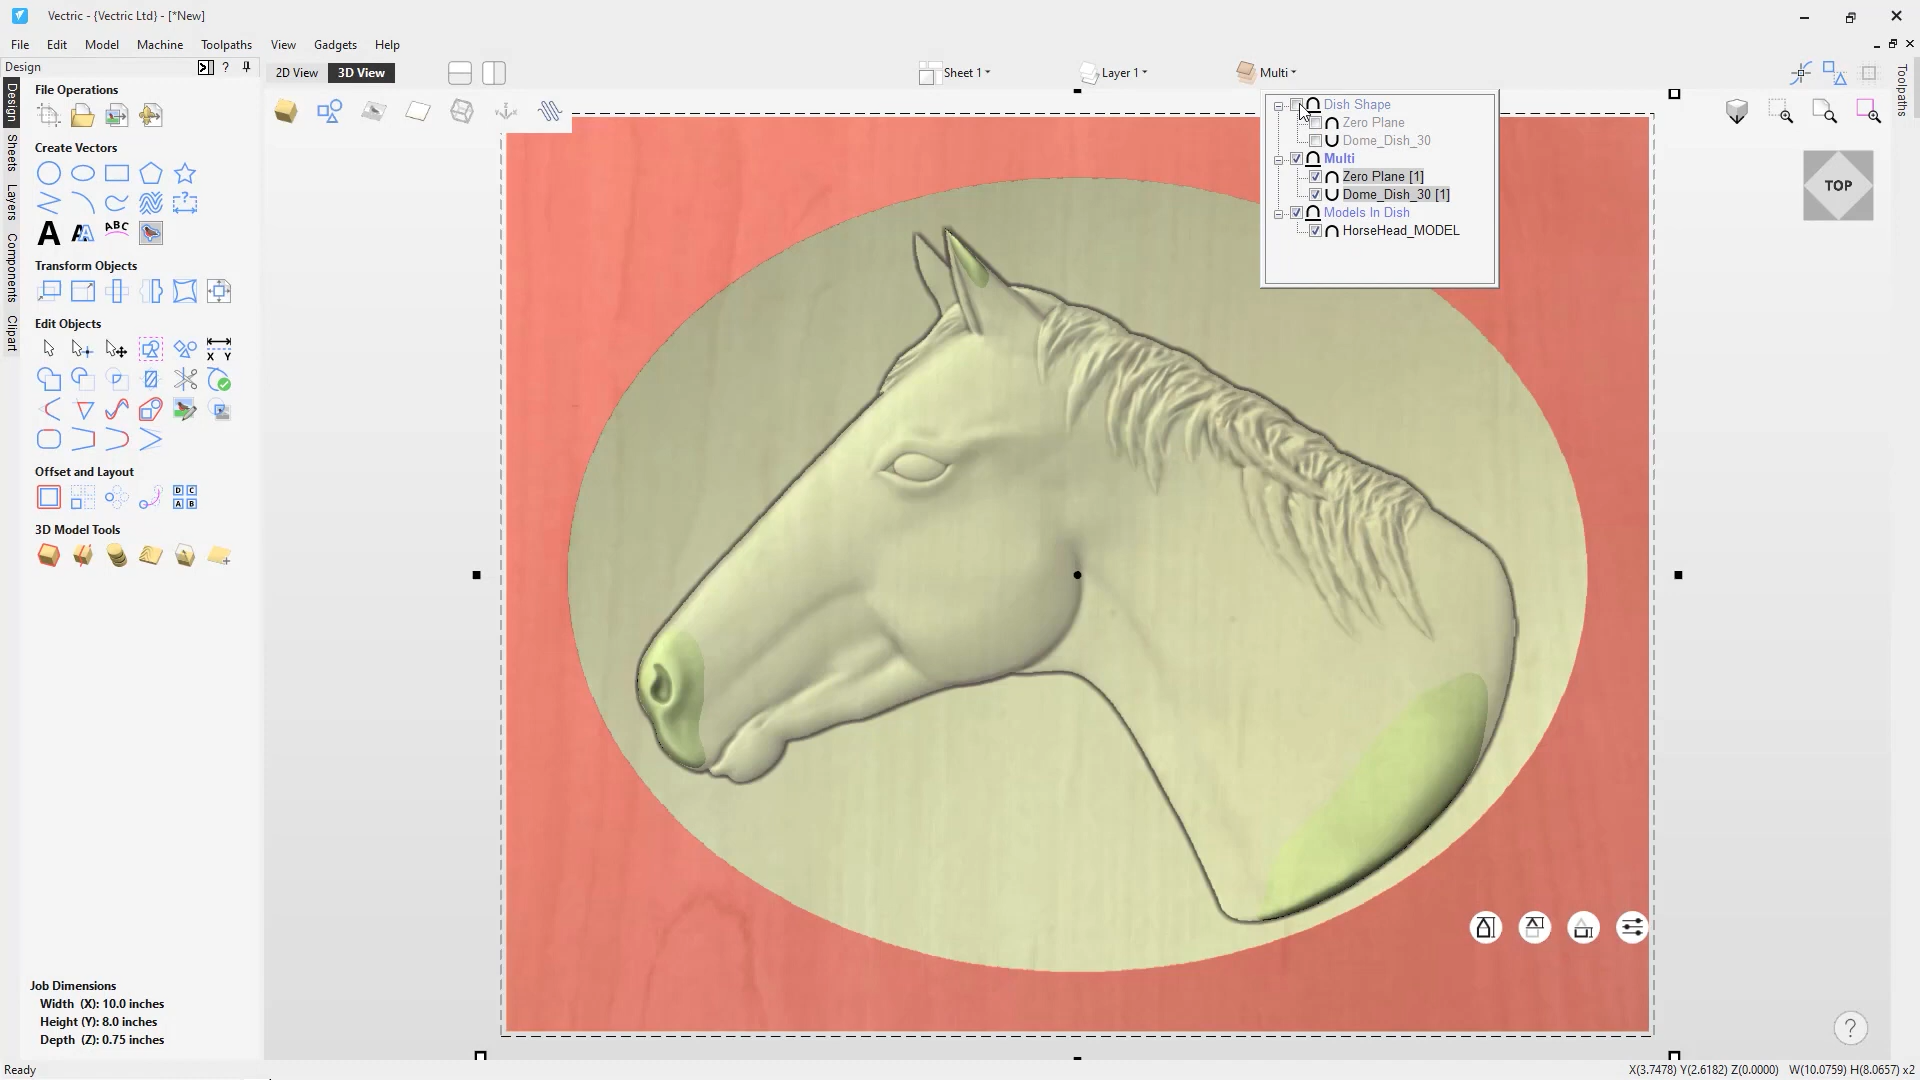 Vectric - {Vectric Ltd} - [*New]
File Edit Model Machine Toolpaths View Gadgets Help
Design
?
2D View
3D View
Sheet 1
Layer 1
Multi
Toolpaths
Design
Sheets
Layers
Components
Clipart
File Operations
Create Vectors
A
A
A
ABC
Transform Objects
Edit Objects
X Y
Offset and Layout
D C
A B
3D Model Tools
Dish Shape
Zero Plane
Dome_Dish_30
Multi
Zero Plane [1]
Dome_Dish_30 [1]
Models In Dish
HorseHead_MODEL
TOP
Job Dimensions
Width (X): 10.0 inches
Height (Y): 8.0 inches
Depth (Z): 0.75 inches
?
Ready
X(3.7478) Y(2.6182) Z(0.0000) W(10.0759) H(8.0657) x2